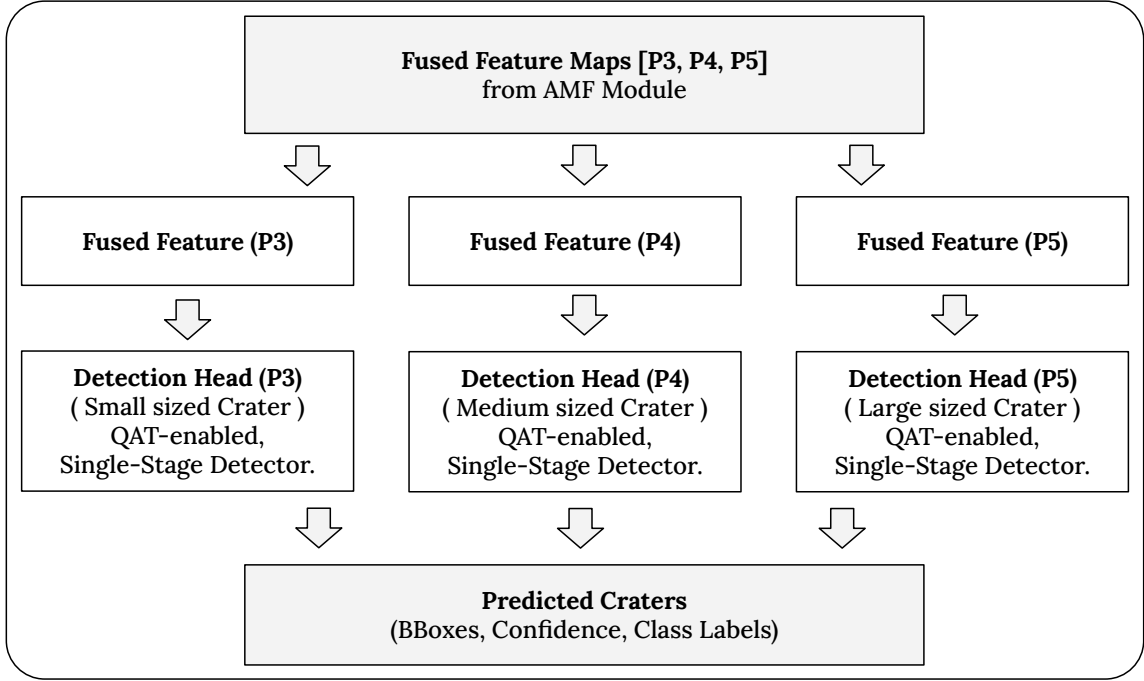 Fused Feature Maps [P3, P4, P5]
from AMF Module
Fused Feature (P3)
Fused Feature (P4)
Fused Feature (P5)
Detection Head (P3)
( Small sized Crater )
QAT-enabled,
Single-Stage Detector.
Detection Head (P4)
( Medium sized Crater )
QAT-enabled,
Single-Stage Detector.
Detection Head (P5)
( Large sized Crater )
QAT-enabled,
Single-Stage Detector.
Predicted Craters
(BBoxes, Confidence, Class Labels)